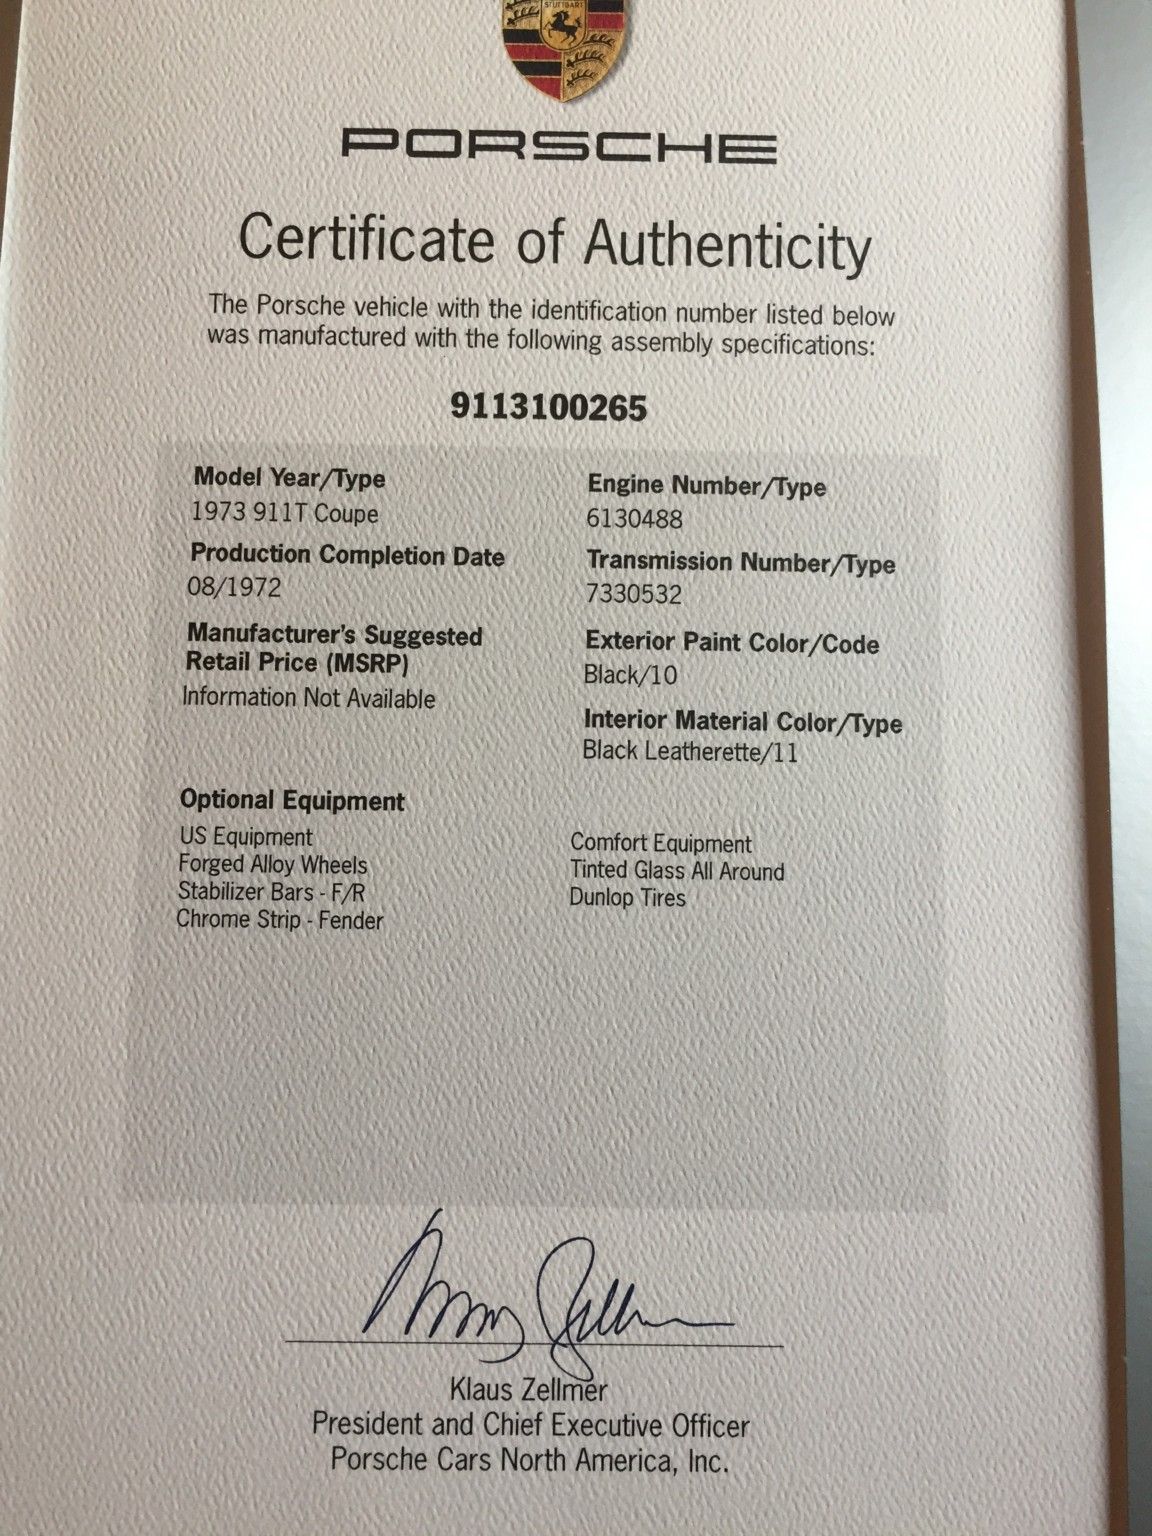 STUTTGART
PORSCHE
Certificate of Authenticity
The Porsche vehicle with the identification number listed below
was manufactured with the following assembly specifications:
9113100265
Model Year/Type
1973 911T Coupe
Production Completion Date
08/1972
Manufacturer's Suggested
Retail Price (MSRP)
Information Not Available
Engine Number/Type
6130488
Transmission Number/Type
7330532
Exterior Paint Color/Code
Black/10
Interior Material Color/Type
Black Leatherette/11
Optional Equipment
US Equipment
Forged Alloy Wheels
Stabilizer Bars - F/R
Chrome Strip - Fender
Comfort Equipment
Tinted Glass All Around
Dunlop Tires
Klaus Zellmer
President and Chief Executive Officer
Porsche Cars North America, Inc.